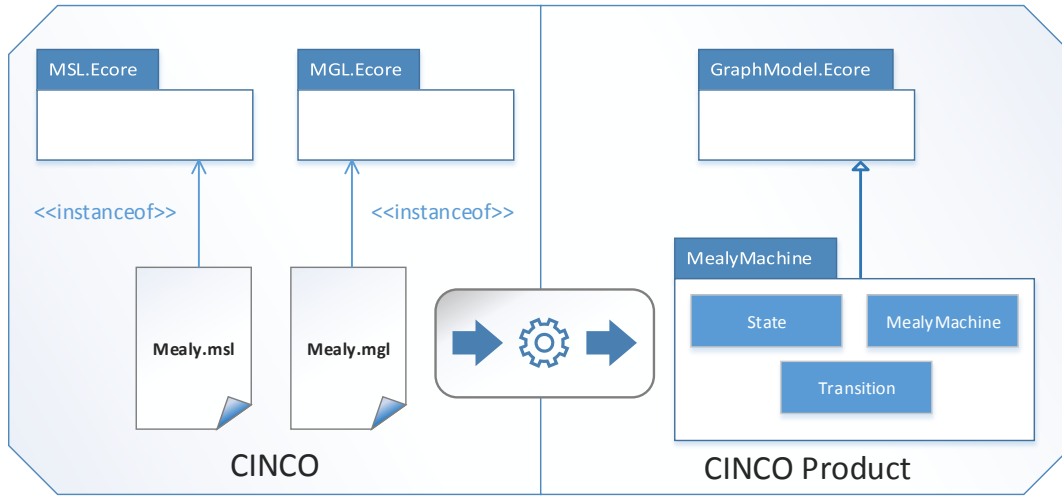 MSL.Ecore
MGL.Ecore
GraphModel.Ecore
<<instanceof>>
<<instanceof>>
MealyMachine
State
MealyMachine
Mealy.msl
Mealy.mgl
Transition
CINCO
CINCO Product